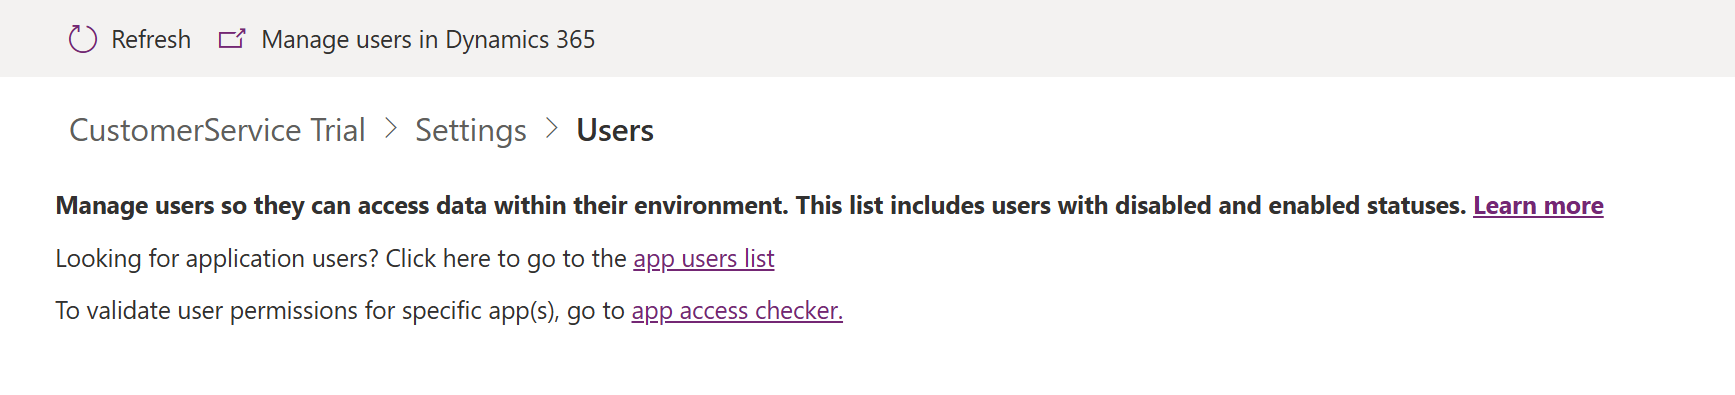 Refresh Manage users in Dynamics 365
CustomerService Trial > Settings > Users
Manage users so they can access data within their environment. This list includes users with disabled and enabled statuses. Learn more
Looking for application users? Click here to go to the app users list
To validate user permissions for specific app(s), go to app access checker.